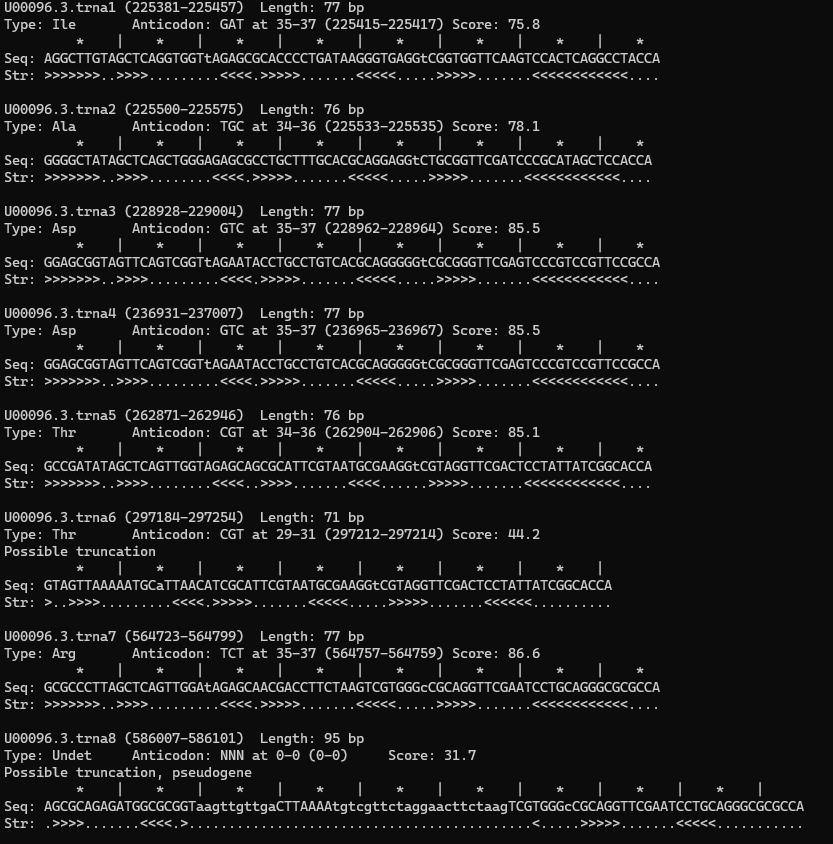 U00096.3.trna1 (225381-225457)  Length: 77 bp
Type: Ile       Anticodon: GAT at 35-37 (225415-225417) Score: 75.8
         *    |    *    |    *    |    *    |    *    |    *    |    *    |    *
Seq: AGGCTTGTAGCTCAGGTGGTtAGAGCGCACCCCTGATAAGGGTGAGGtCGGTGGTTCAAGTCCACTCAGGCCTACCA
Str: >>>>>>>..>>>>.........<<<<.>>>>>.......<<<<<.....>>>>>.......<<<<<<<<<<<<....

U00096.3.trna2 (225500-225575)  Length: 76 bp
Type: Ala       Anticodon: TGC at 34-36 (225533-225535) Score: 78.1
         *    |    *    |    *    |    *    |    *    |    *    |    *    |    *
Seq: GGGGCTATAGCTCAGCTGGGAGAGCGCCTGCTTTGCACGCAGGAGGtCTGCGGTTCGATCCCGCATAGCTCCACCA
Str: >>>>>>>..>>>>........<<<<.>>>>>.......<<<<<.....>>>>>.......<<<<<<<<<<<<....

U00096.3.trna3 (228928-229004)  Length: 77 bp
Type: Asp       Anticodon: GTC at 35-37 (228962-228964) Score: 85.5
         *    |    *    |    *    |    *    |    *    |    *    |    *    |    *
Seq: GGAGCGGTAGTTCAGTCGGTtAGAATACCTGCCTGTCACGCAGGGGGtCGCGGGTTCGAGTCCCGTCCGTTCCGCCA
Str: >>>>>>>..>>>>.........<<<<.>>>>>.......<<<<<.....>>>>>.......<<<<<<<<<<<<....

U00096.3.trna4 (236931-237007)  Length: 77 bp
Type: Asp       Anticodon: GTC at 35-37 (236965-236967) Score: 85.5
         *    |    *    |    *    |    *    |    *    |    *    |    *    |    *
Seq: GGAGCGGTAGTTCAGTCGGTtAGAATACCTGCCTGTCACGCAGGGGGtCGCGGGTTCGAGTCCCGTCCGTTCCGCCA
Str: >>>>>>>..>>>>.........<<<<.>>>>>.......<<<<<.....>>>>>.......<<<<<<<<<<<<....

U00096.3.trna5 (262871-262946)  Length: 76 bp
Type: Thr       Anticodon: CGT at 34-36 (262904-262906) Score: 85.1
         *    |    *    |    *    |    *    |    *    |    *    |    *    |    *
Seq: GCCGATATAGCTCAGTTGGTAGAGCAGCGCATTCGTAATGCGAAGGtCGTAGGTTCGACTCCTATTATCGGCACCA
Str: >>>>>>>..>>>>........<<<<..>>>>.......<<<<......>>>>>.......<<<<<<<<<<<<....

U00096.3.trna6 (297184-297254)  Length: 71 bp
Type: Thr       Anticodon: CGT at 29-31 (297212-297214) Score: 44.2
Possible truncation
         *    |    *    |    *    |    *    |    *    |    *    |    *    |
Seq: GTAGTTAAAAATGCaTTAACATCGCATTCGTAATGCGAAGGtCGTAGGTTCGACTCCTATTATCGGCACCA
Str: >..>>>>.........<<<<.>>>>>.......<<<<<.....>>>>>.......<<<<<<..........

U00096.3.trna7 (564723-564799)  Length: 77 bp
Type: Arg       Anticodon: TCT at 35-37 (564757-564759) Score: 86.6
         *    |    *    |    *    |    *    |    *    |    *    |    *    |    *
Seq: GCGCCCTTAGCTCAGTTGGAtAGAGCAACGACCTTCTAAGTCGTGGGcCGCAGGTTCGAATCCTGCAGGGCGCGCCA
Str: >>>>>>>..>>>>.........<<<<.>>>>>.......<<<<<.....>>>>>.......<<<<<<<<<<<<....

U00096.3.trna8 (586007-586101)  Length: 95 bp
Type: Undet     Anticodon: NNN at 0-0 (0-0)     Score: 31.7
Possible truncation, pseudogene
         *    |    *    |    *    |    *    |    *    |    *    |    *    |    *    |    *    |
Seq: AGCGCAGAGATGGCGCGGTaagttgttgaCTTAAAAtgtcgttctaggaacttctaagTCGTGGGcCGCAGGTTCGAATCCTGCAGGGCGCGCCA
Str: .>>>>.......<<<<.>...........................................<.....>>>>>.......<<<<<...........